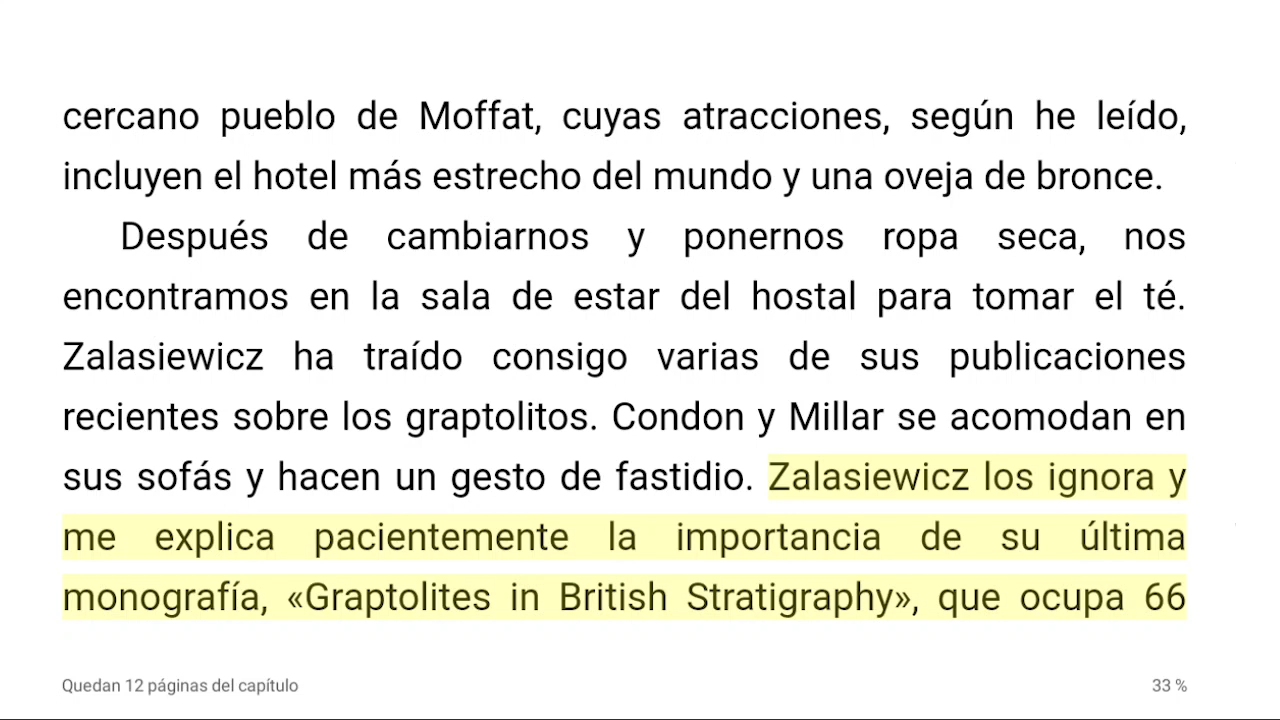 cercano pueblo de Moffat, cuyas atracciones, según he leído,
incluyen el hotel más estrecho del mundo y una oveja de bronce.
Después de cambiarnos y ponernos ropa seca, nos
encontramos en la sala de estar del hostal para tomar el té.
Zalasiewicz ha traído consigo varias de sus publicaciones
recientes sobre los graptolitos. Condon y Millar se acomodan en
sus sofás y hacen un gesto de fastidio. Zalasiewicz los ignora y
me explica pacientemente la importancia de su última
monografía, «Graptolites in British Stratigraphy», que ocupa 66
Quedan 12 páginas del capítulo
33 %